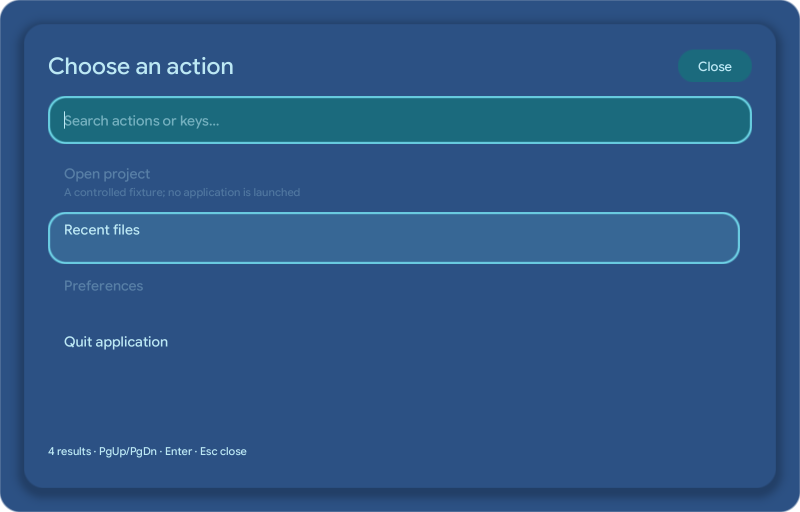 Choose an action
Close
Search actions or keys...
Open project
A controlled fixture; no application is launched
Recent files
Preferences
Quit application
4 results · PgUp/PgDn · Enter · Esc close